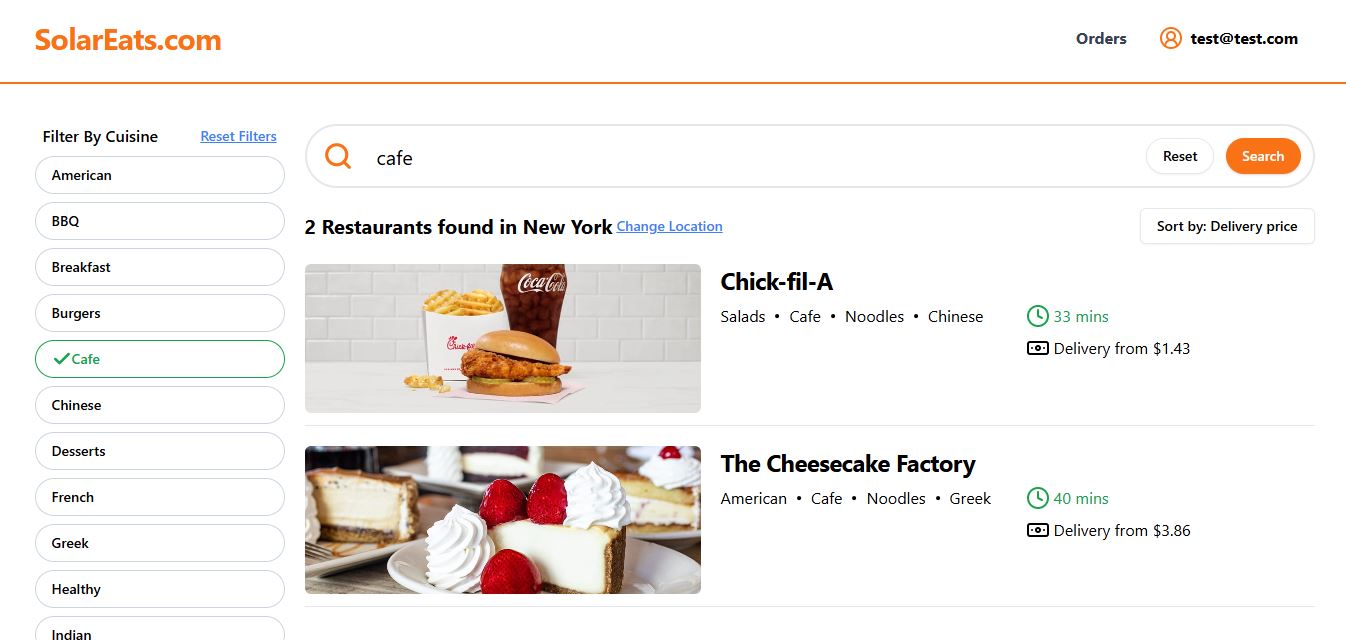 SolarEats.com
Orders
test@test.com
Filter By Cuisine
Reset Filters
American
BBQ
Breakfast
Burgers
Cafe
Chinese
Desserts
French
Greek
Healthy
Indian
cafe
Reset
Search
2 Restaurants found in New York Change Location
Sort by: Delivery price
Coca-Cola
Chick-fil-A
Salads • Cafe • Noodles • Chinese
33 mins
Delivery from $1.43
The Cheesecake Factory
American • Cafe • Noodles • Greek
40 mins
Delivery from $3.86